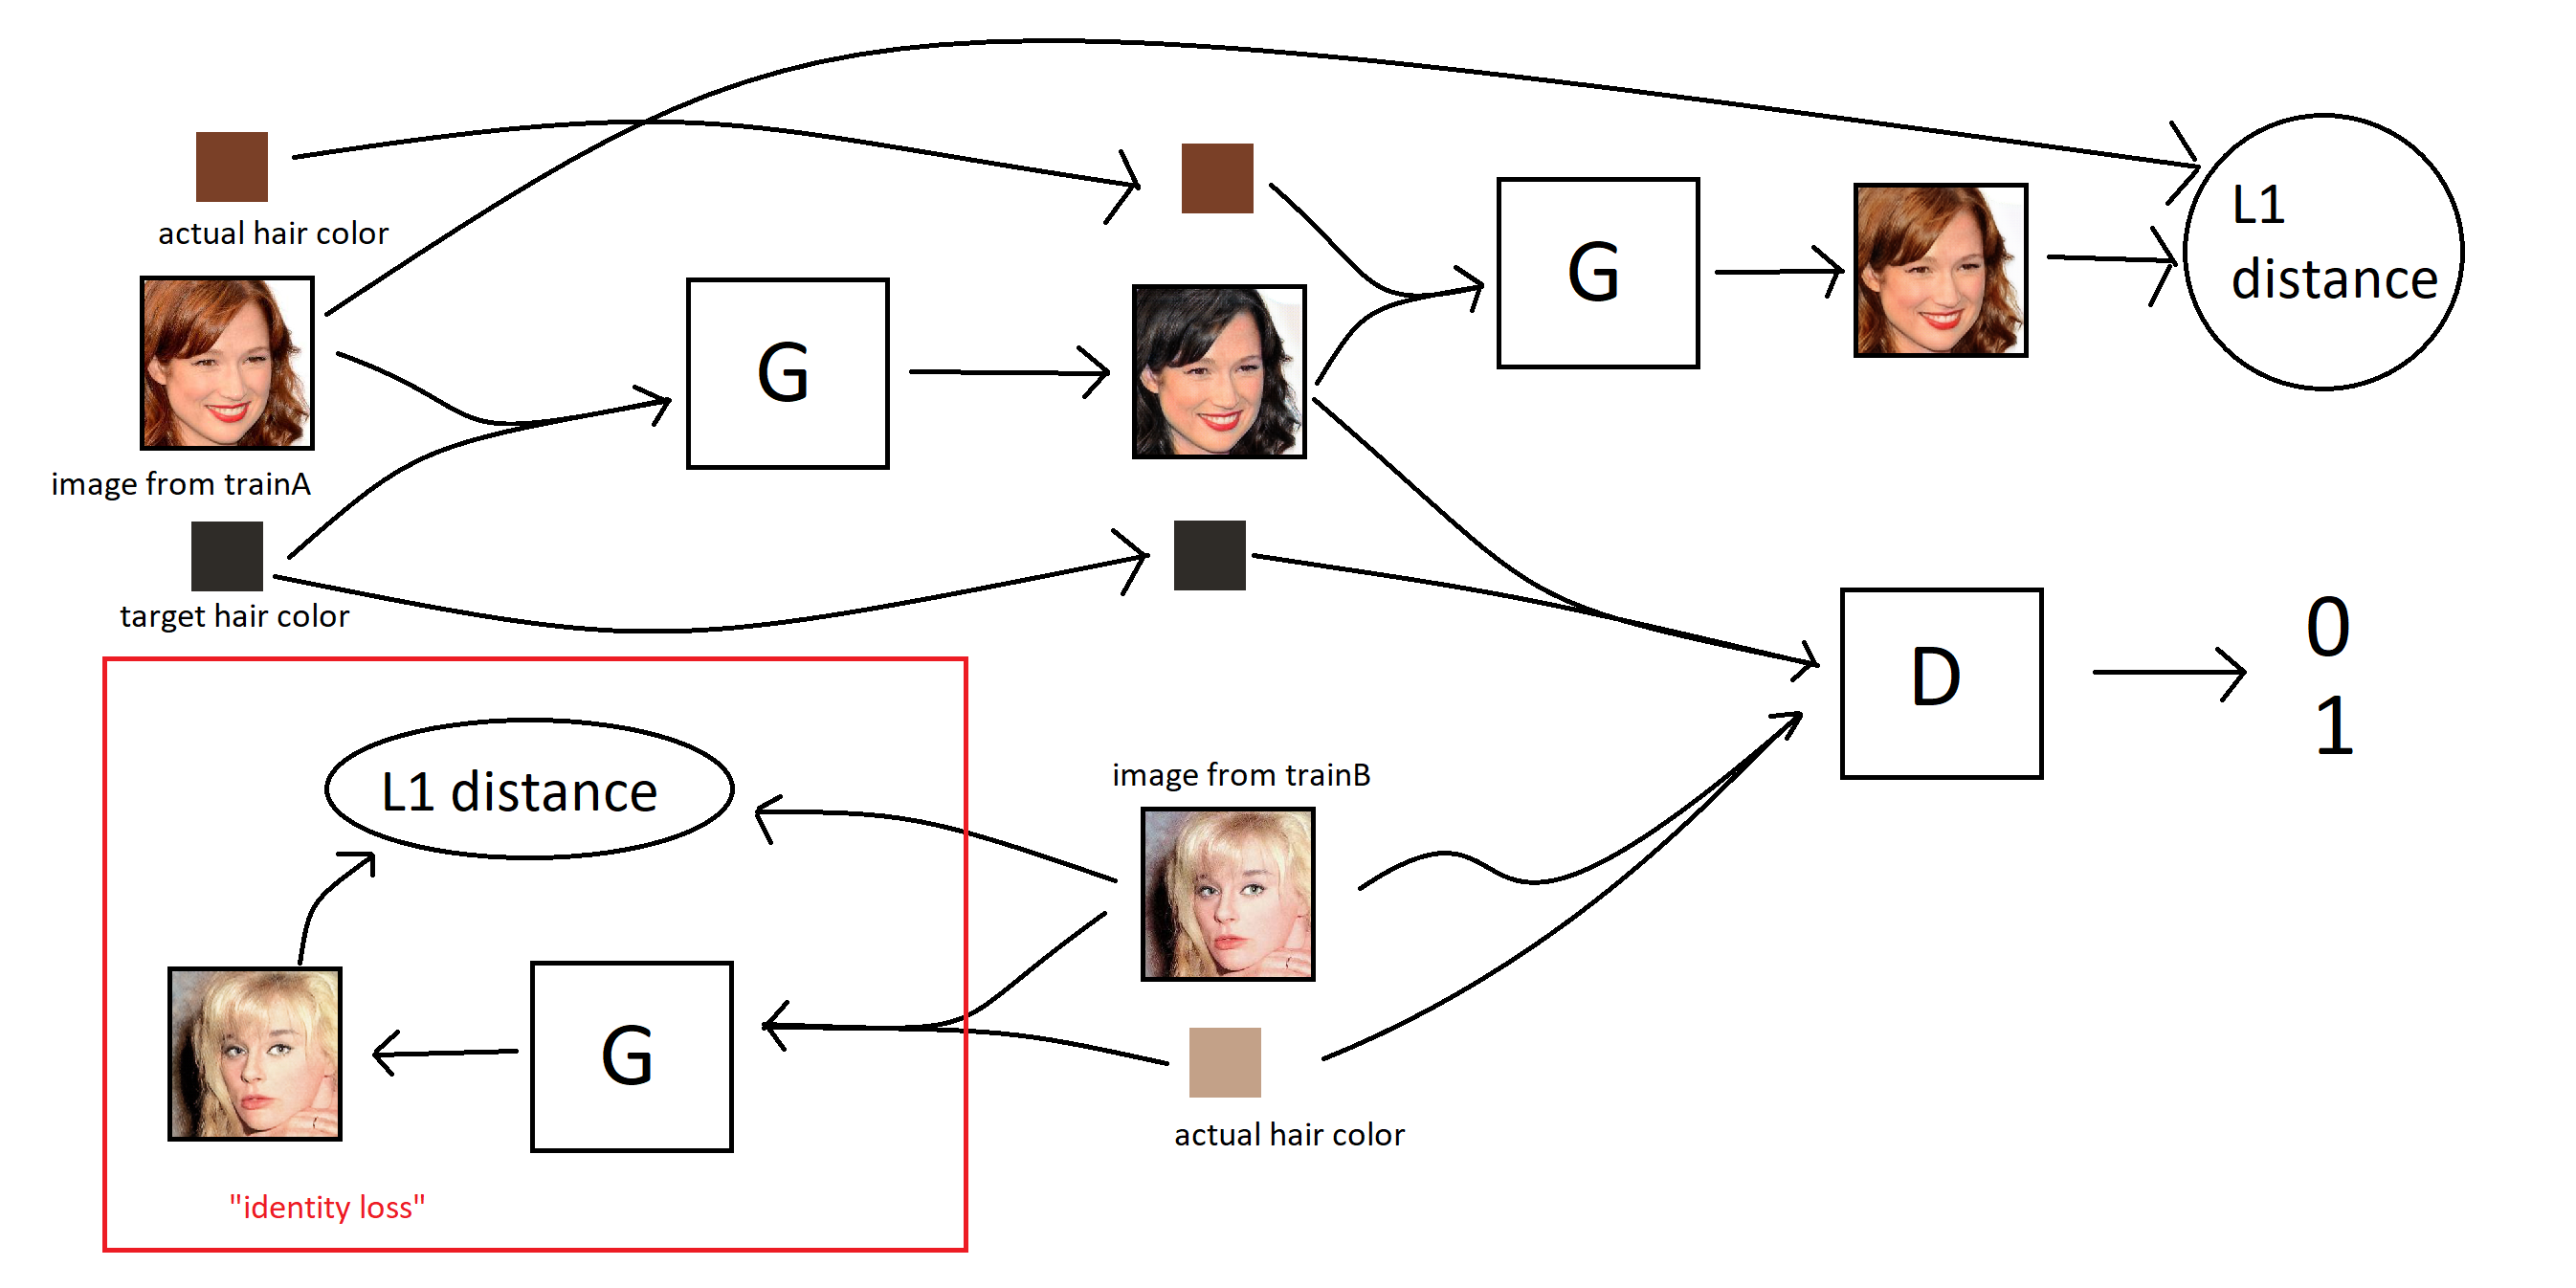 actual hair color
image from trainA
target hair color
G
G
L1
distance
D
0
1
L1 distance
G
"identity loss"
image from trainB
actual hair color